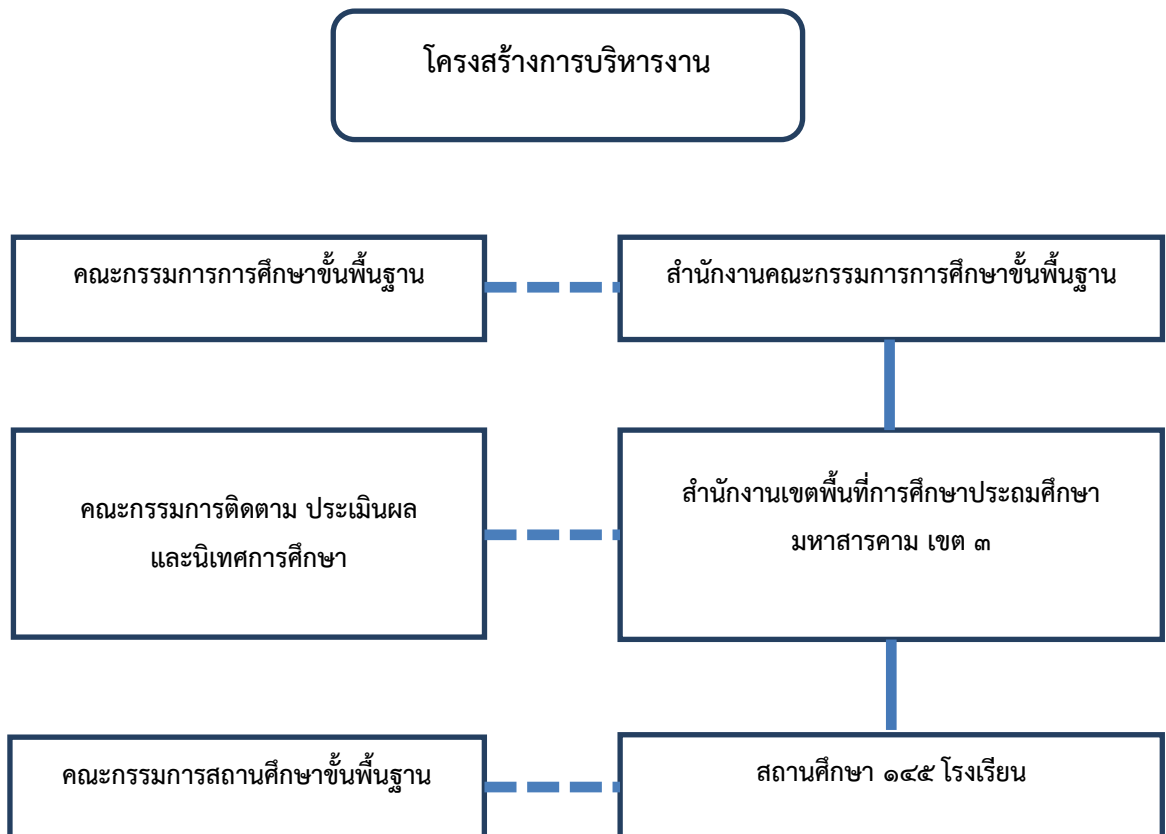 โครงสร้างการบริหารงาน
คณะกรรมการการศึกษาขั้นพื้นฐาน
สำนักงานคณะกรรมการการศึกษาขั้นพื้นฐาน
คณะกรรมการติดตาม ประเมินผล
และนิเทศการศึกษา
สำนักงานเขตพื้นที่การศึกษาประถมศึกษา
มหาสารคาม เขต ๓
คณะกรรมการสถานศึกษาขั้นพื้นฐาน
สถานศึกษา ๑๔๕ โรงเรียน